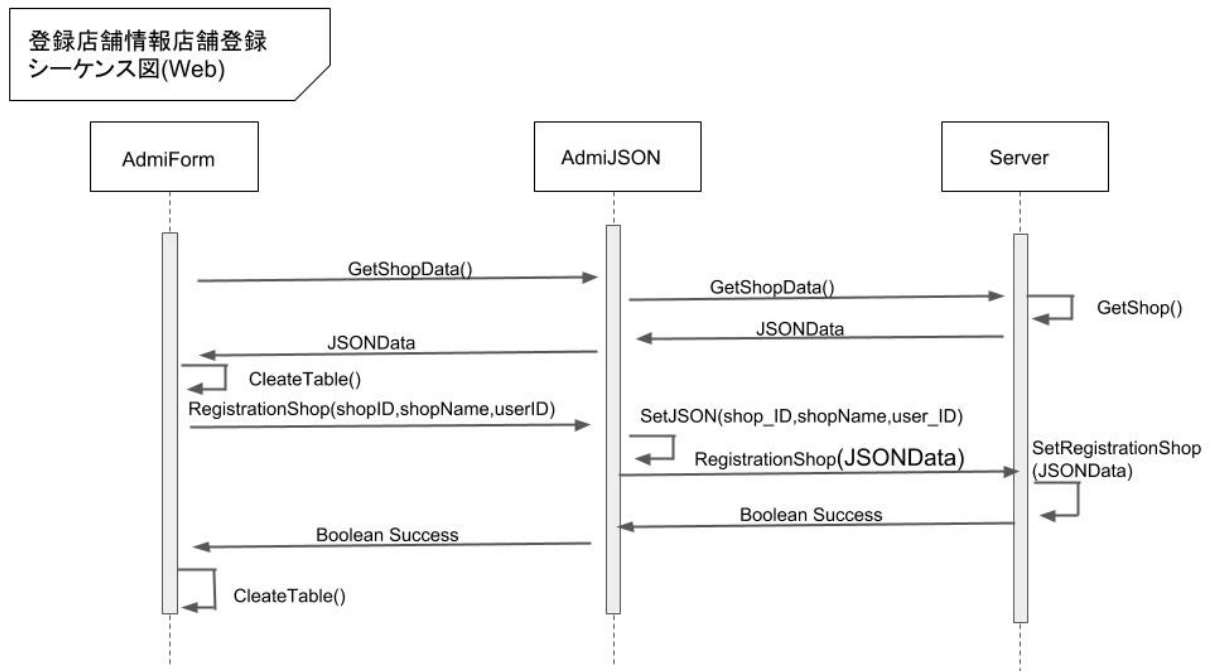 登録店舗情報店舗登録
シーケンス図(Web)
AdmiForm
AdmiJSON
Server
GetShopData()
GetShopData()
GetShop()
JSONData
JSONData
CleateTable()
RegistrationShop(shopID,shopName,userID)
SetJSON(shop_ID,shopName,user_ID)
RegistrationShop(JSONData)
SetRegistrationShop
(JSONData)
Boolean Success
Boolean Success
CleateTable()